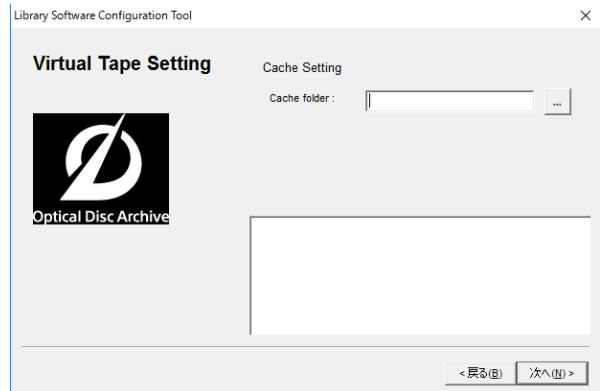 Library Software Configuration Tool
Virtual Tape Setting
Cache Setting
Cache folder :
...
Optical Disc Archive
<戻る(B)
次へ(N) >